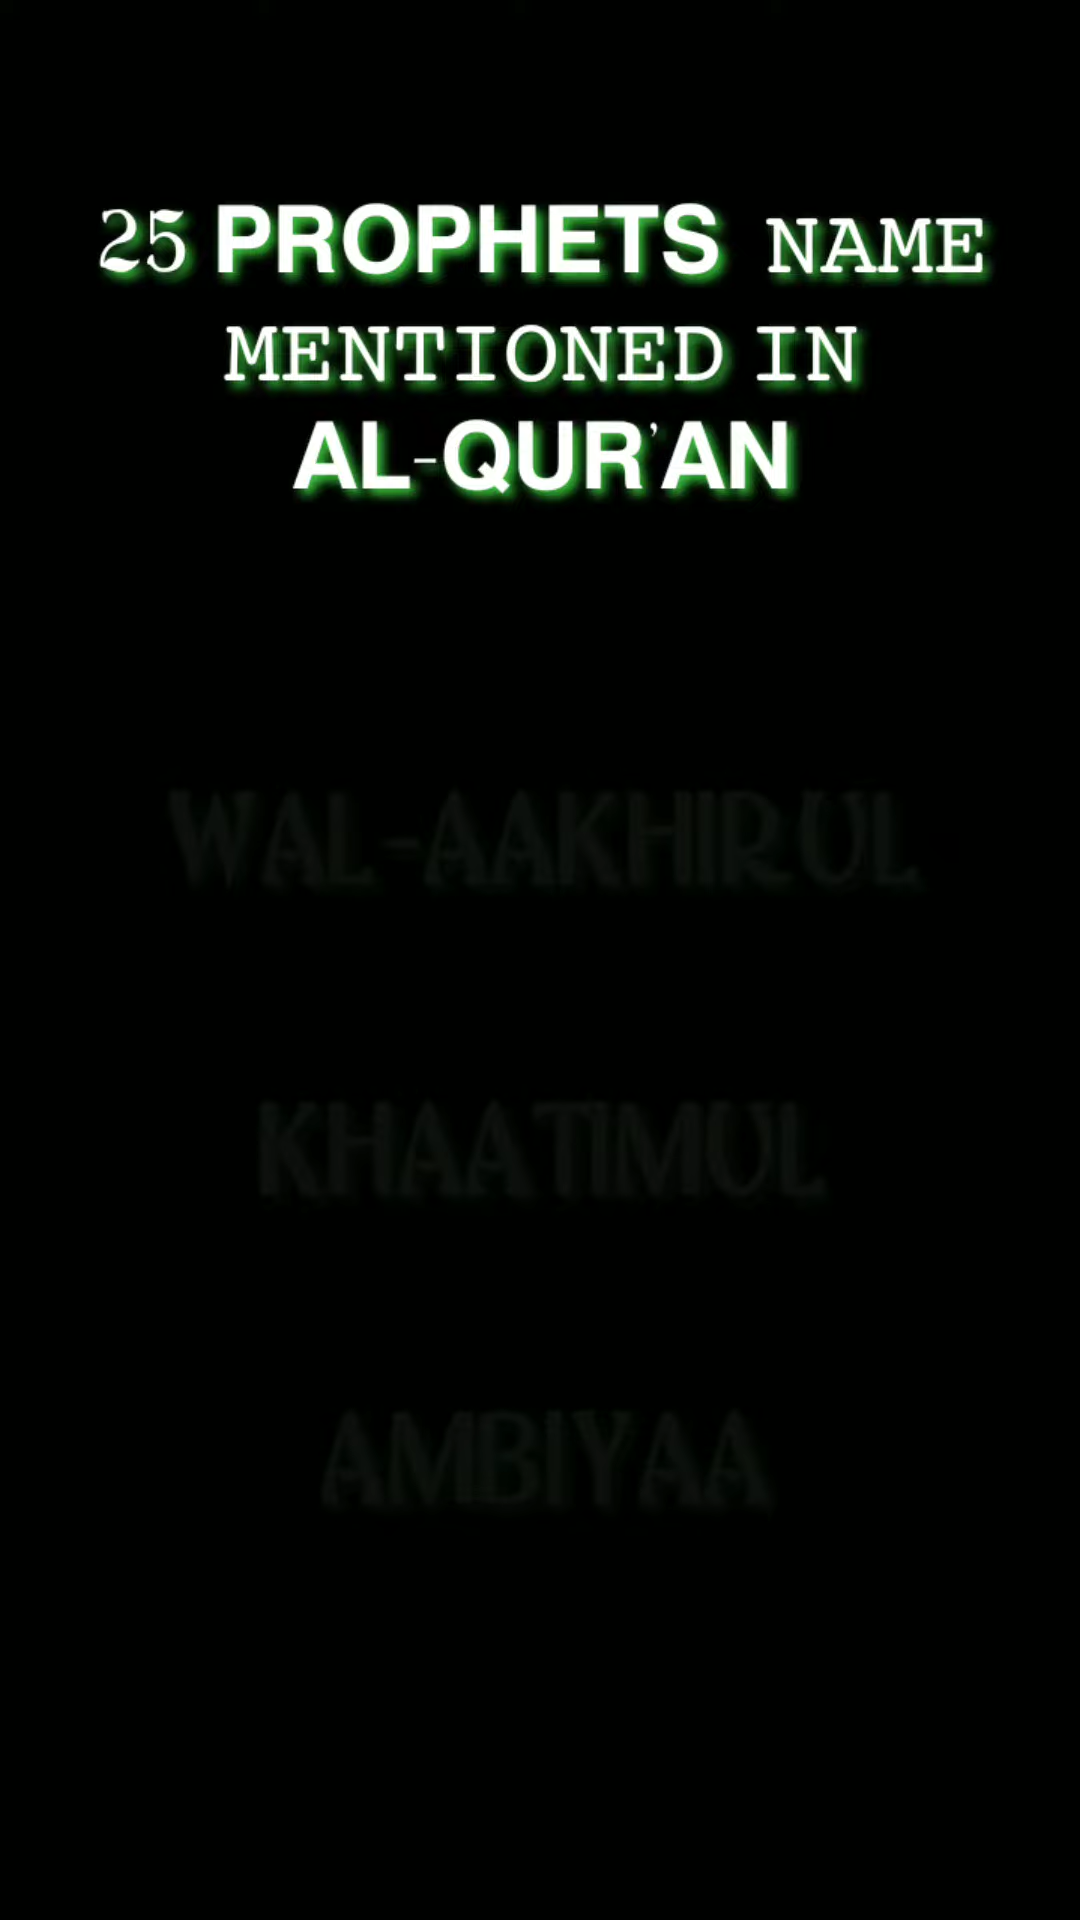 25 PROPHETS NAME
MENTIONED IN
AL-QUR’AN
WAL-AAKHIRUL
KHAATIMUL
AMBIYAA